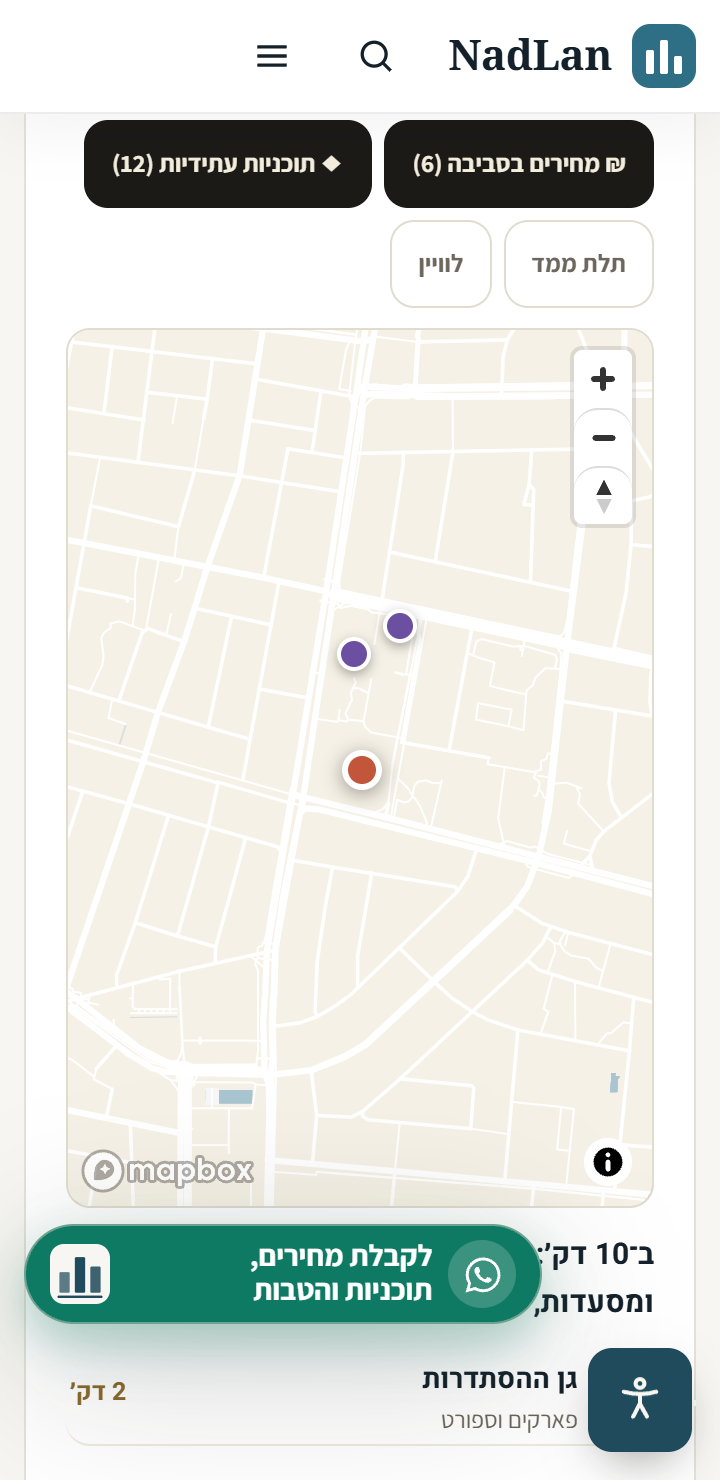 NadLan
₪ מחירים בסביבה (6)
◆ תוכניות עתידיות (12)
תלת ממד
לוויין
mapbox
ב־10 דק׳:
ומסעדות,
לקבלת מחירים,
תוכניות והטבות
גן ההסתדרות
2 דק׳
פארקים וספורט